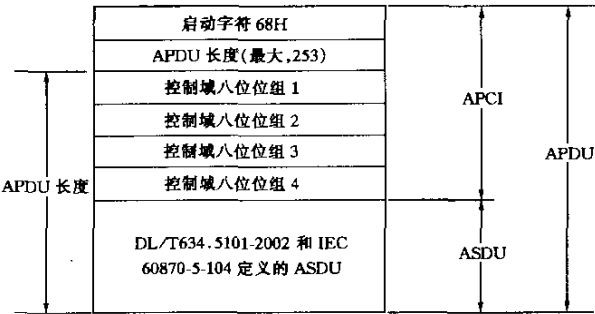 启动字符 68H
APDU 长度(最大,253)
控制域八位位组 1
控制域八位位组 2
控制域八位位组 3
控制域八位位组 4
DL/T634.5101-2002 和 IEC
60870-5-104 定义的 ASDU
APDU 长度
APCI
ASDU
APDU